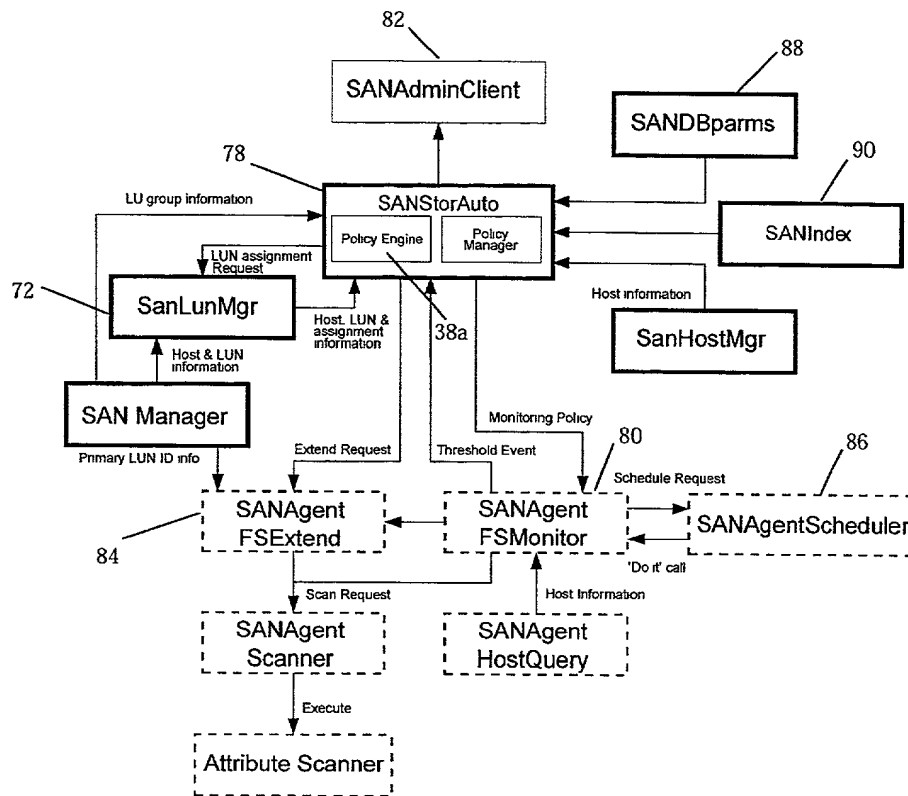 82
SANAdminClient
88
SANDBparms
78
90
LU group information
SANStorAuto
Policy Engine
Policy
Manager
SANIndex
LUN assignment
Request
72
SanLunMgr
Host. LUN &
assignment
information
38a
Host information
SanHostMgr
Host & LUN
information
SAN Manager
Primary LUN ID info
Extend Request
Threshold Event
Monitoring Policy
80
Schedule Request
86
SANAgent
FSExtend
84
SANAgent
FSMonitor
SANAgentScheduler
'Do it' call
Scan Request
Host Information
SANAgent
Scanner
SANAgent
HostQuery
Execute
Attribute Scanner